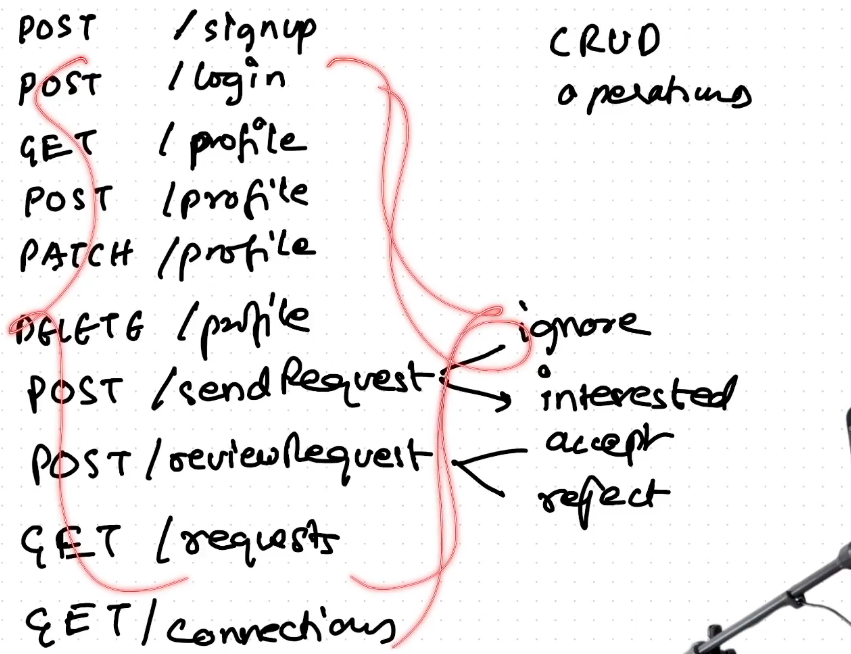 POST /signup
CRUD
POST /login
operations
GET /profile
POST /profile
PATCH /profile
DELETE /profile
ignore
POST /sendRequest
interested
POST /reviewRequest
accept
reject
GET /requests
GET /connections